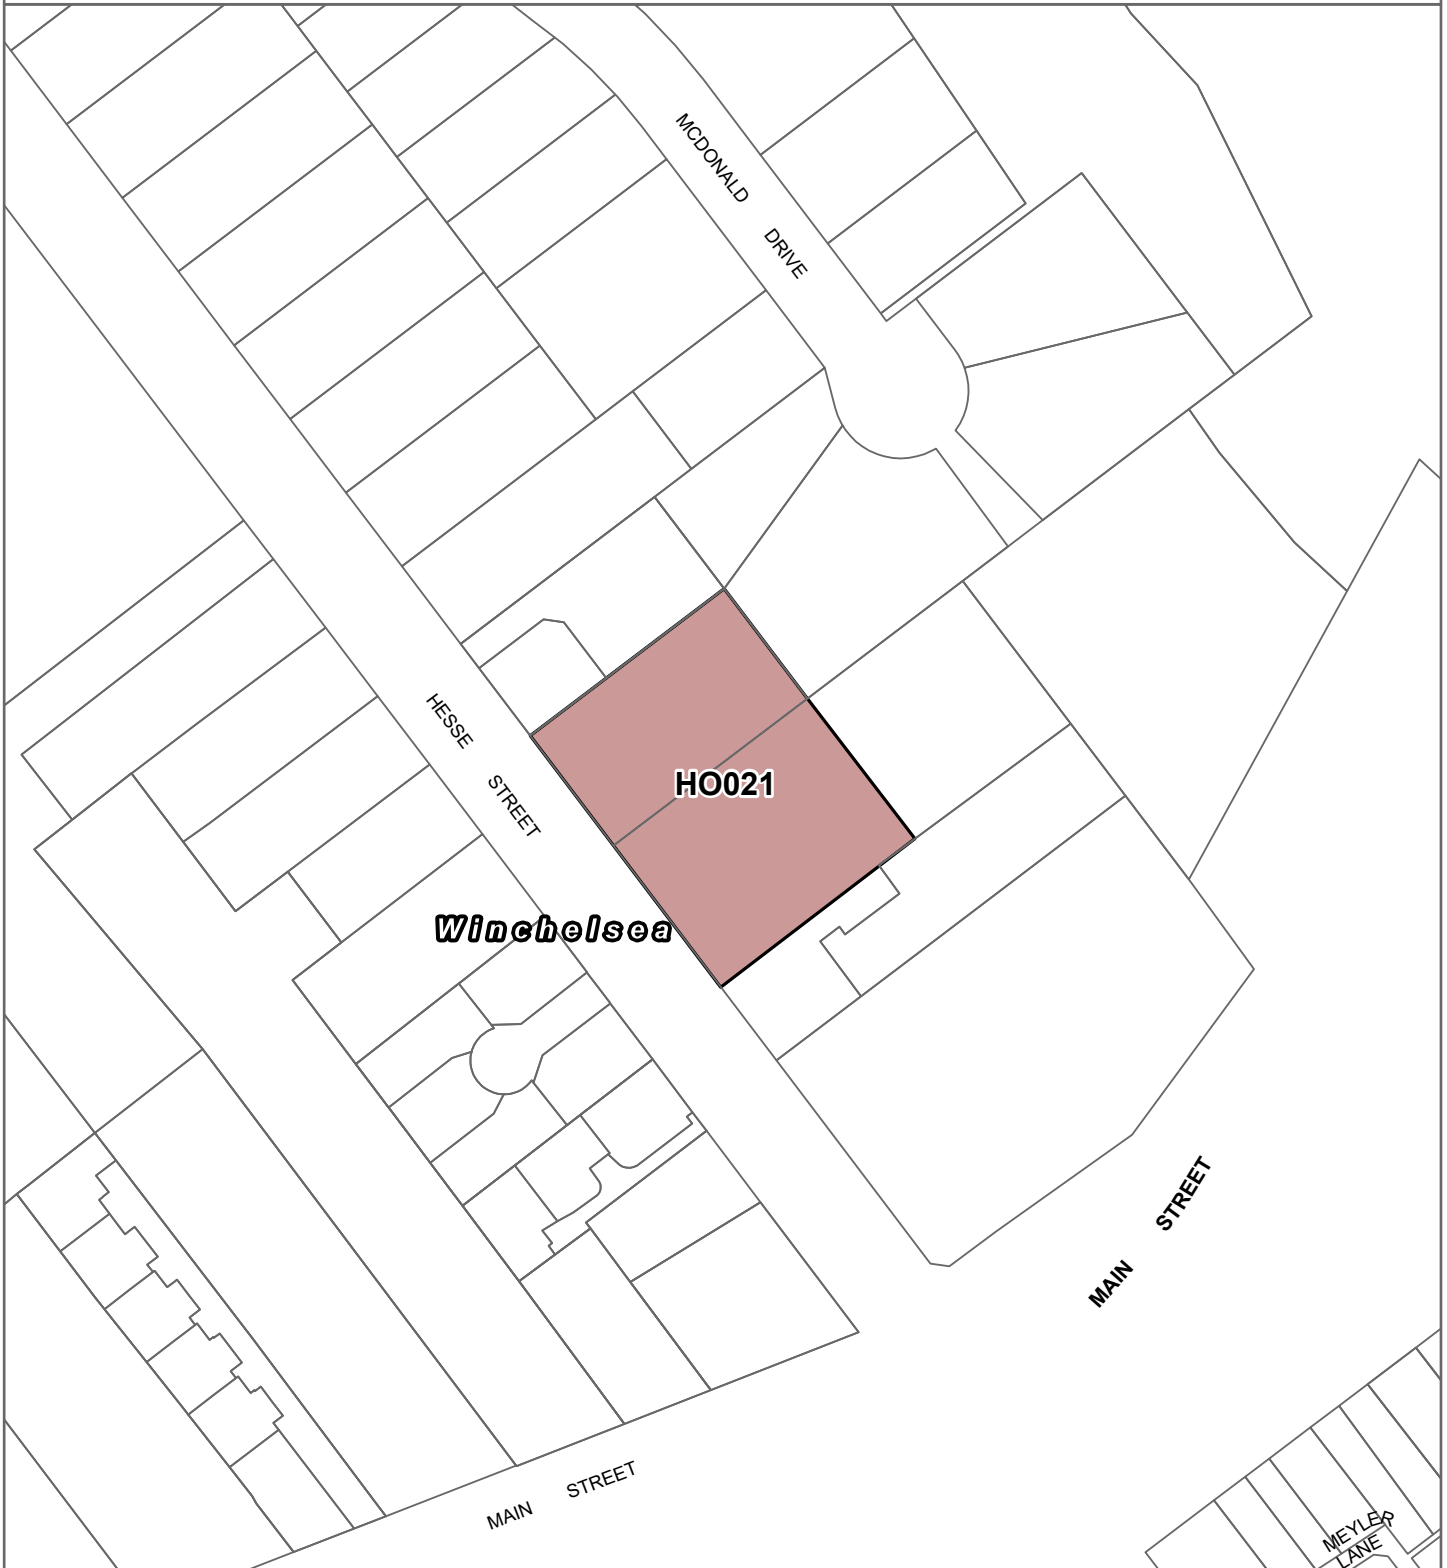 MCDONALD DRIVE
HESSE STREET
HO021
Winchelsea
MAIN STREET
MAIN STREET
MEYLER
LANE